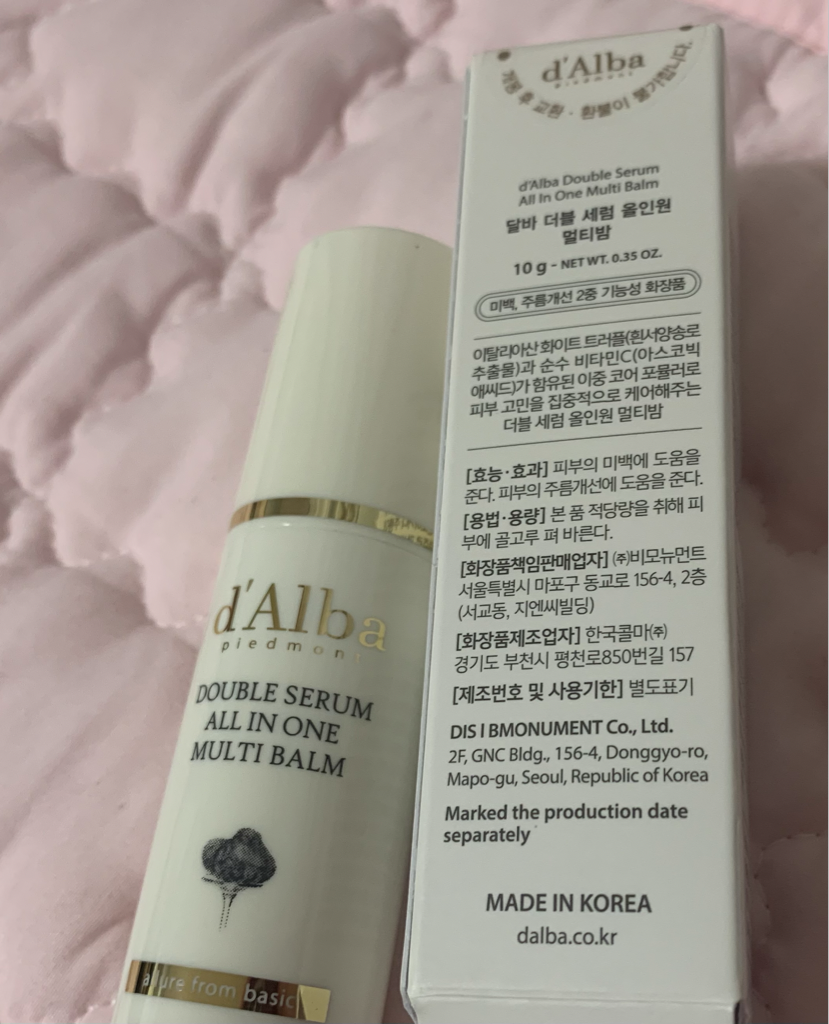 d'Alba
piedmont
DOUBLE SERUM
ALL IN ONE
MULTI BALM
allure from basic
d'Alba
piedmont
개봉 후 교환 · 환불이 불가합니다.
d'Alba Double Serum
All In One Multi Balm
달바 더블 세럼 올인원
멀티밤
10 g - NET WT. 0.35 OZ.
미백, 주름개선 2중 기능성 화장품
이탈리아산 화이트 트러플(흰서양송로
추출물)과 순수 비타민C(아스코빅
애씨드)가 함유된 이중 코어 포뮬러로
피부 고민을 집중적으로 케어해주는
더블 세럼 올인원 멀티밤
[효능·효과] 피부의 미백에 도움을
준다. 피부의 주름개선에 도움을 준다.
[용법·용량] 본 품 적당량을 취해 피
부에 골고루 펴 바른다.
[화장품책임판매업자] ㈜비모뉴먼트
서울특별시 마포구 동교로 156-4, 2층
(서교동, 지엔씨빌딩)
[화장품제조업자] 한국콜마㈜
경기도 부천시 평천로850번길 157
[제조번호 및 사용기한] 별도표기
DIS I BMONUMENT Co., Ltd.
2F, GNC Bldg., 156-4, Donggyo-ro,
Mapo-gu, Seoul, Republic of Korea
Marked the production date
separately
MADE IN KOREA
dalba.co.kr